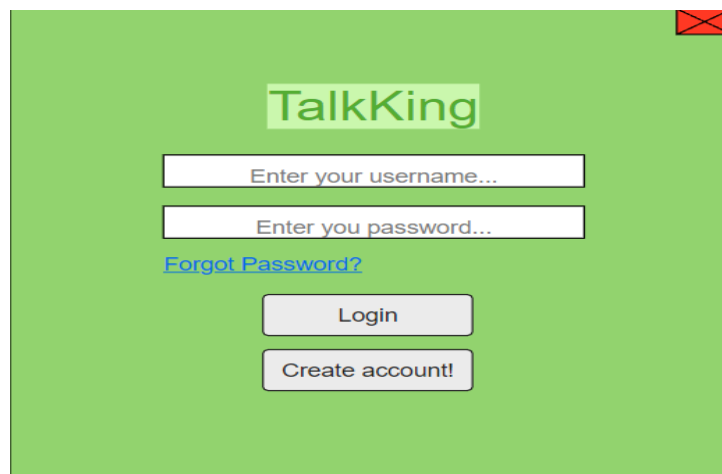 TalkKing
Enter your username...
Enter you password...
Forgot Password?
Login
Create account!